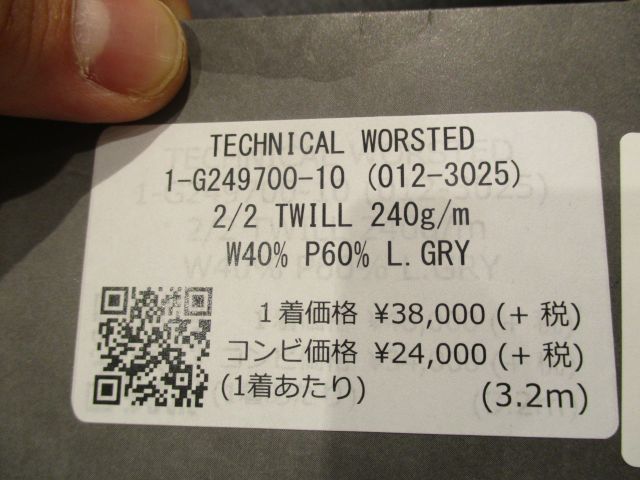 TECHNICAL WORSTED
1-G249700-10 (012-3025)
2/2 TWILL 240g/m
W40% P60% L.GRY
1着価格 ¥38,000 (+ 税)
コンビ価格 ¥24,000 (+ 税)
(1着あたり) (3.2m)